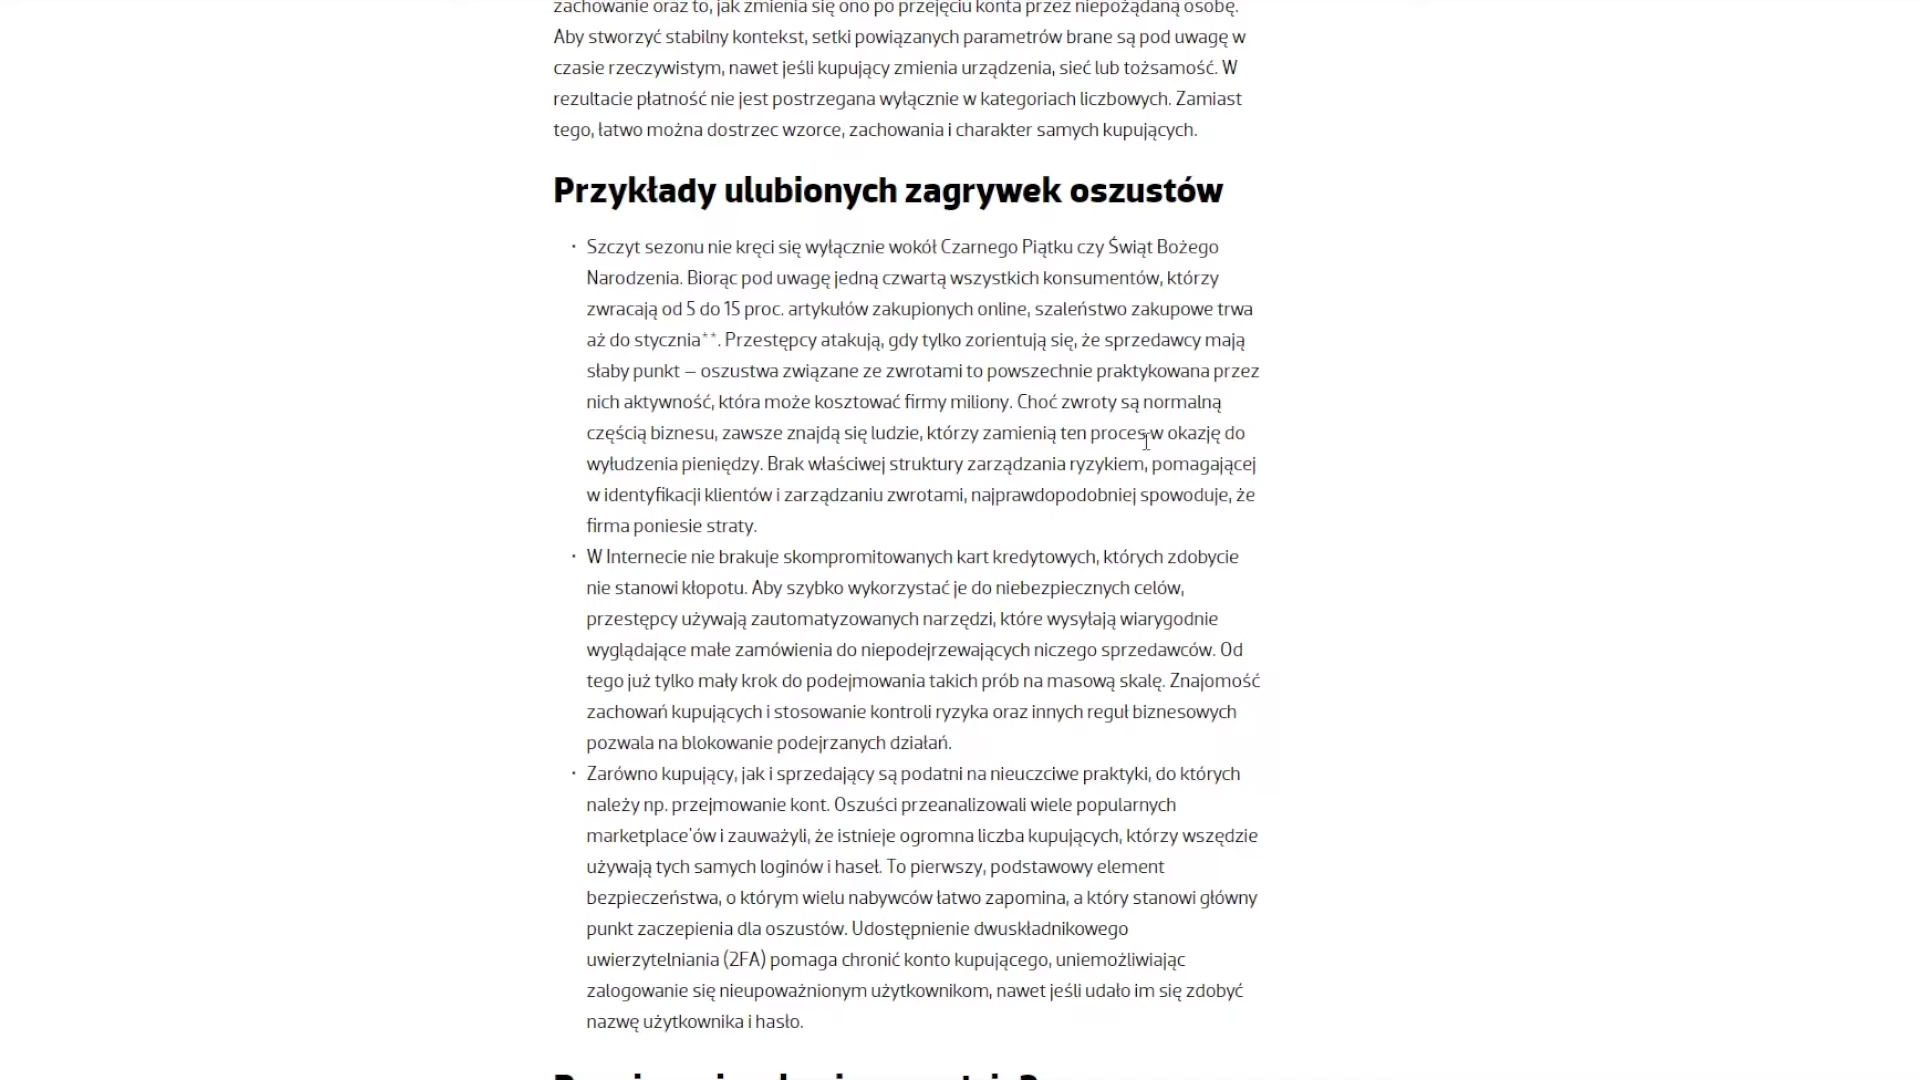 zachowanie oraz to, jak zmienia się ono po przejęciu konta przez niepożądaną osobę.
Aby stworzyć stabilny kontekst, setki powiązanych parametrów brane są pod uwagę w
czasie rzeczywistym, nawet jeśli kupujący zmienia urządzenia, sieć lub tożsamość. W
rezultacie płatność nie jest postrzegana wyłącznie w kategoriach liczbowych. Zamiast
tego, łatwo można dostrzec wzorce, zachowania i charakter samych kupujących.
Przykłady ulubionych zagrywek oszustów
• Szczyt sezonu nie kręci się wyłącznie wokół Czarnego Piątku czy Świąt Bożego
Narodzenia. Biorąc pod uwagę jedną czwartą wszystkich konsumentów, którzy
zwracają od 5 do 15 proc. artykułów zakupionych online, szaleństwo zakupowe trwa
aż do stycznia**. Przestępcy atakują, gdy tylko zorientują się, że sprzedawcy mają
słaby punkt – oszustwa związane ze zwrotami to powszechnie praktykowana przez
nich aktywność, która może kosztować firmy miliony. Choć zwroty są normalną
częścią biznesu, zawsze znajdą się ludzie, którzy zamienią ten proces w okazję do
wyłudzenia pieniędzy. Brak właściwej struktury zarządzania ryzykiem, pomagającej
w identyfikacji klientów i zarządzaniu zwrotami, najprawdopodobniej spowoduje, że
firma poniesie straty.
• W Internecie nie brakuje skompromitowanych kart kredytowych, których zdobycie
nie stanowi kłopotu. Aby szybko wykorzystać je do niebezpiecznych celów,
przestępcy używają zautomatyzowanych narzędzi, które wysyłają wiarygodnie
wyglądające małe zamówienia do niepodejrzewających niczego sprzedawców. Od
tego już tylko mały krok do podejmowania takich prób na masową skalę. Znajomość
zachowań kupujących i stosowanie kontroli ryzyka oraz innych reguł biznesowych
pozwala na blokowanie podejrzanych działań.
• Zarówno kupujący, jak i sprzedający są podatni na nieuczciwe praktyki, do których
należy np. przejmowanie kont. Oszuści przeanalizowali wiele popularnych
marketplace'ów i zauważyli, że istnieje ogromna liczba kupujących, którzy wszędzie
używają tych samych loginów i haseł. To pierwszy, podstawowy element
bezpieczeństwa, o którym wielu nabywców łatwo zapomina, a który stanowi główny
punkt zaczepienia dla oszustów. Udostępnienie dwuskładnikowego
uwierzytelniania (2FA) pomaga chronić konto kupującego, uniemożliwiając
zalogowanie się nieupoważnionym użytkownikom, nawet jeśli udało im się zdobyć
nazwę użytkownika i hasło.